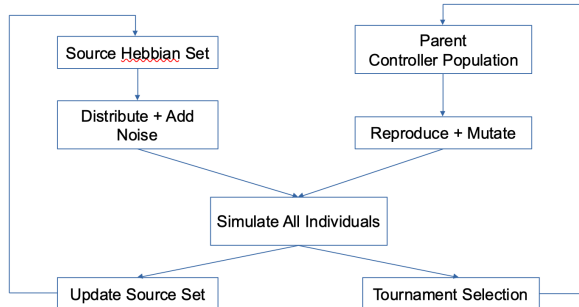 Source Hebbian Set
Parent
Controller Population
Distribute + Add
Noise
Reproduce + Mutate
Simulate All Individuals
Update Source Set
Tournament Selection